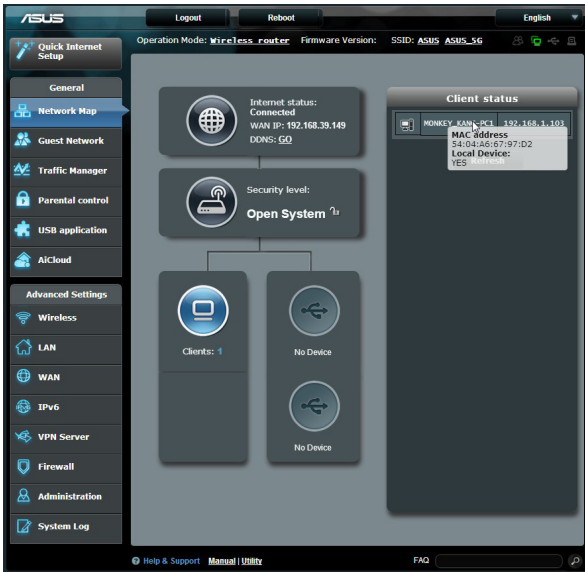 ASUS
Logout
Reboot
English
Quick Internet
Setup
Operation Mode: Wireless router Firmware Version: SSID: ASUS ASUS_5G
General
Network Map
Guest Network
Traffic Manager
Parental control
USB application
AiCloud
Advanced Settings
Wireless
LAN
WAN
IPv6
VPN Server
Firewall
Administration
System Log
Internet status:
Connected
WAN IP: 192.168.39.149
DDNS: GO
Security level:
Open System
Clients: 1
No Device
No Device
Client status
192.168.1.103
MAC address
54:04:A6:67:97:D2
Local Device:
YES
Refresh
Help & Support Manual | Utility
FAQ